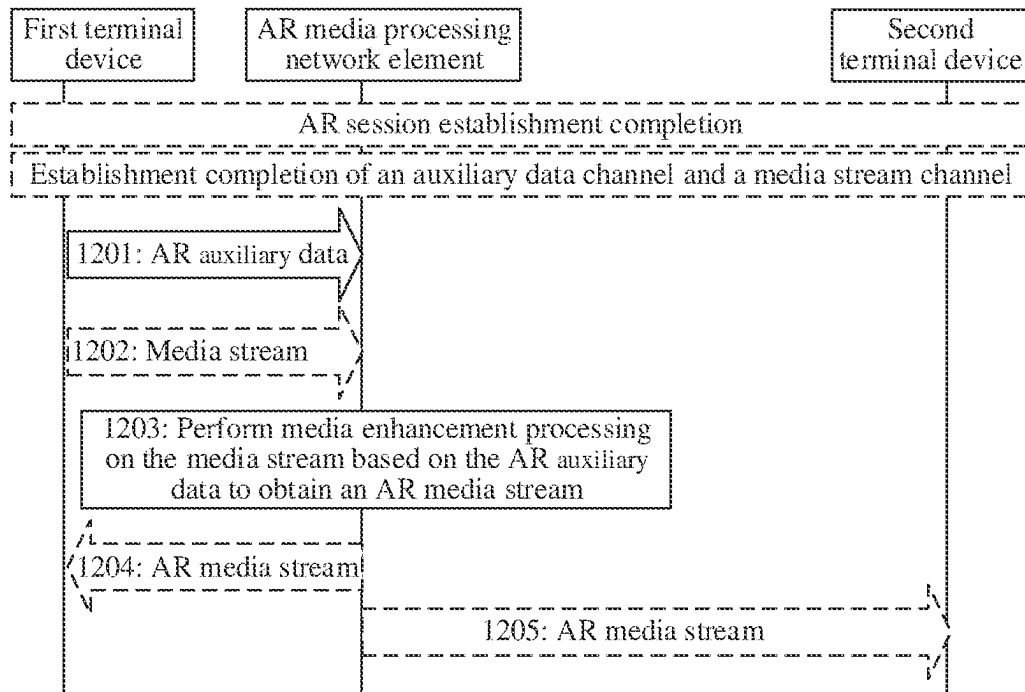 First terminal
device
AR media processing
network element
Second
terminal device
AR session establishment completion
Establishment completion of an auxiliary data channel and a media stream channel
1201: AR auxiliary data
1202: Media stream
1203: Perform media enhancement processing
on the media stream based on the AR auxiliary
data to obtain an AR media stream
1204: AR media stream
1205: AR media stream